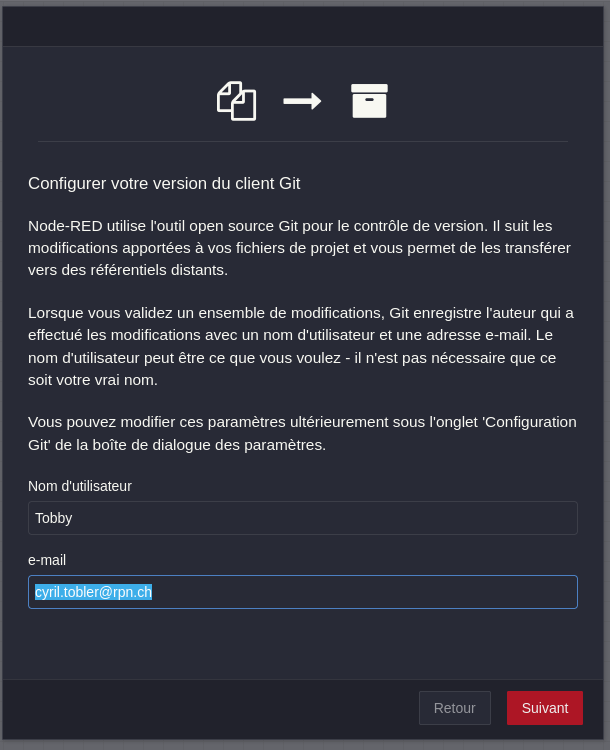 Configurer votre version du client Git
Node-RED utilise l'outil open source Git pour le contrôle de version. Il suit les
modifications apportées à vos fichiers de projet et vous permet de les transférer
vers des référentiels distants.
Lorsque vous validez un ensemble de modifications, Git enregistre l'auteur qui a
effectué les modifications avec un nom d'utilisateur et une adresse e-mail. Le
nom d'utilisateur peut être ce que vous voulez - il n'est pas nécessaire que ce
soit votre vrai nom.
Vous pouvez modifier ces paramètres ultérieurement sous l'onglet 'Configuration
Git' de la boîte de dialogue des paramètres.
Nom d'utilisateur
Tobby
e-mail
cyril.tobler@rpn.ch
Retour
Suivant